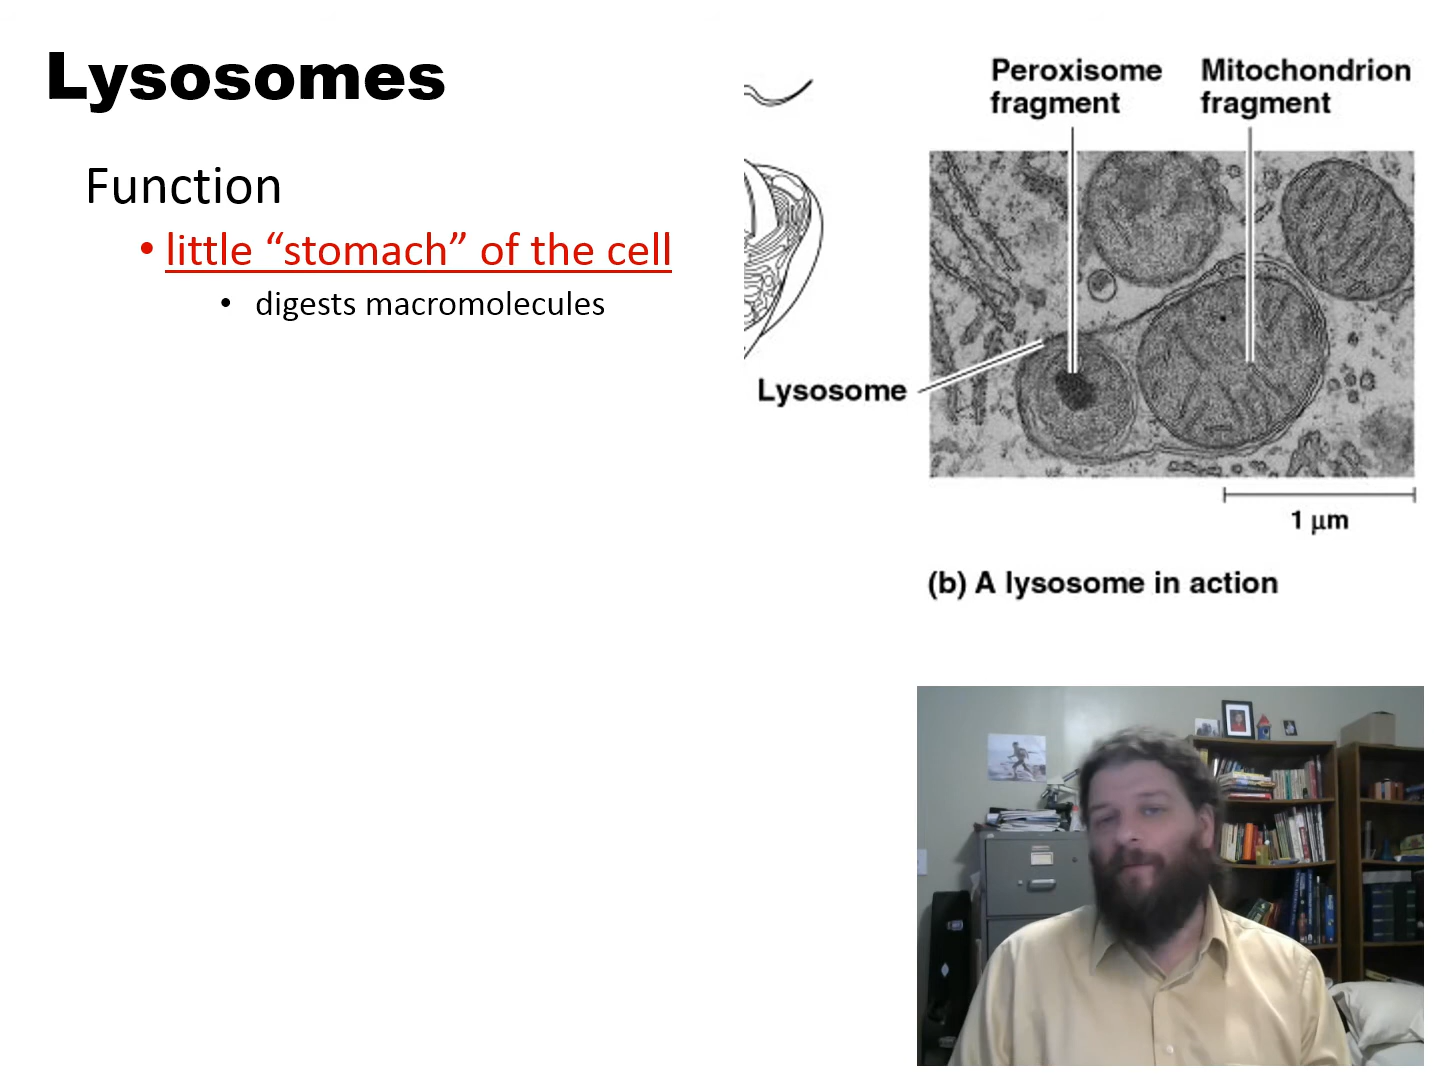 Lysosomes
Function
• little “stomach” of the cell
• digests macromolecules
Peroxisome
fragment
Mitochondrion
fragment
Lysosome
1 μm
(b) A lysosome in action